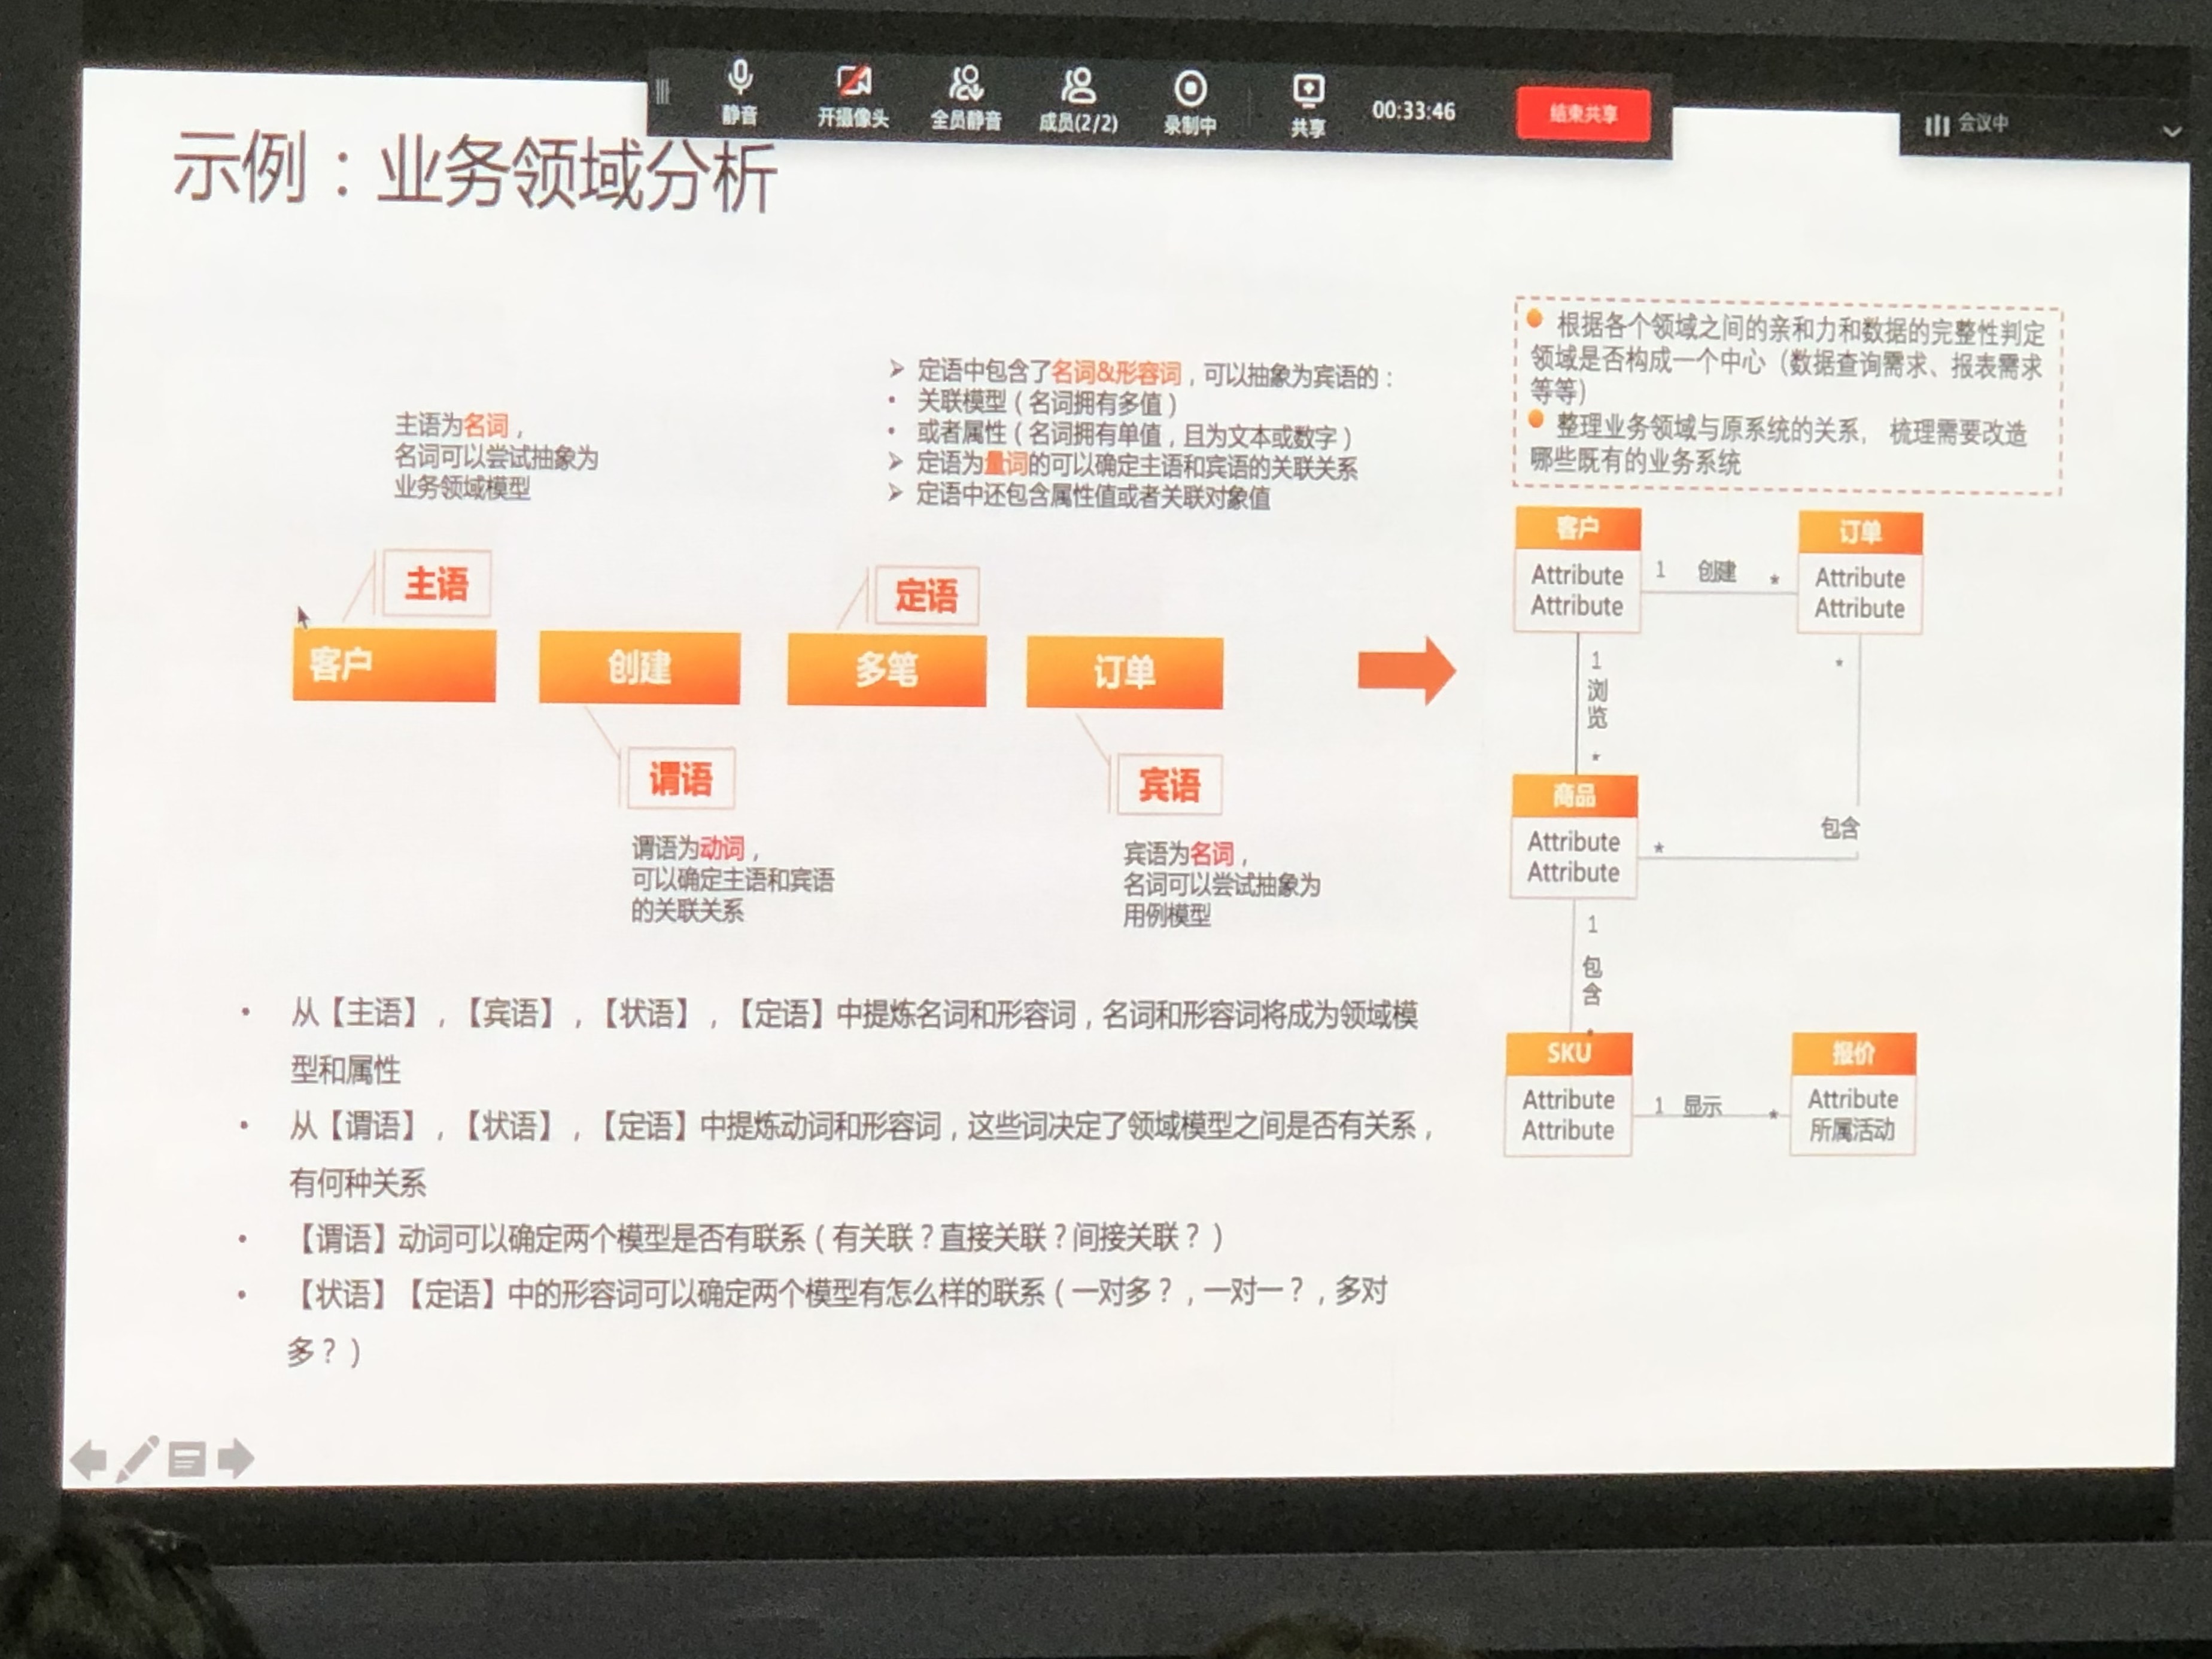 静音
开摄像头
全员静音
成员(2/2)
录制中
共享
00:33:46
结束共享
会议中
示例：业务领域分析
主语为名词，
名词可以尝试抽象为
业务领域模型
➢ 定语中包含了名词&形容词，可以抽象为宾语的：
• 关联模型（名词拥有多值）
• 或者属性（名词拥有单值，且为文本或数字）
➢ 定语为量词的可以确定主语和宾语的关联关系
➢ 定语中还包含属性值或者关联对象值
主语
定语
客户
创建
多笔
订单
谓语
宾语
谓语为动词，
可以确定主语和宾语
的关联关系
宾语为名词，
名词可以尝试抽象为
用例模型
• 从【主语】，【宾语】，【状语】，【定语】中提炼名词和形容词，名词和形容词将成为领域模
型和属性
• 从【谓语】，【状语】，【定语】中提炼动词和形容词，这些词决定了领域模型之间是否有关系，
有何种关系
• 【谓语】动词可以确定两个模型是否有联系（有关联？直接关联？间接关联？）
• 【状语】【定语】中的形容词可以确定两个模型有怎么样的联系（一对多？，一对一？，多对
多？）
根据各个领域之间的亲和力和数据的完整性判定
领域是否构成一个中心（数据查询需求、报表需求
等等）
整理业务领域与原系统的关系， 梳理需要改造
哪些既有的业务系统
客户
Attribute
Attribute
1 创建 *
订单
Attribute
Attribute
1
浏
览
*
*
包含
商品
Attribute
Attribute
*
1
包
含
*
SKU
Attribute
Attribute
1 显示 *
报价
Attribute
所属活动